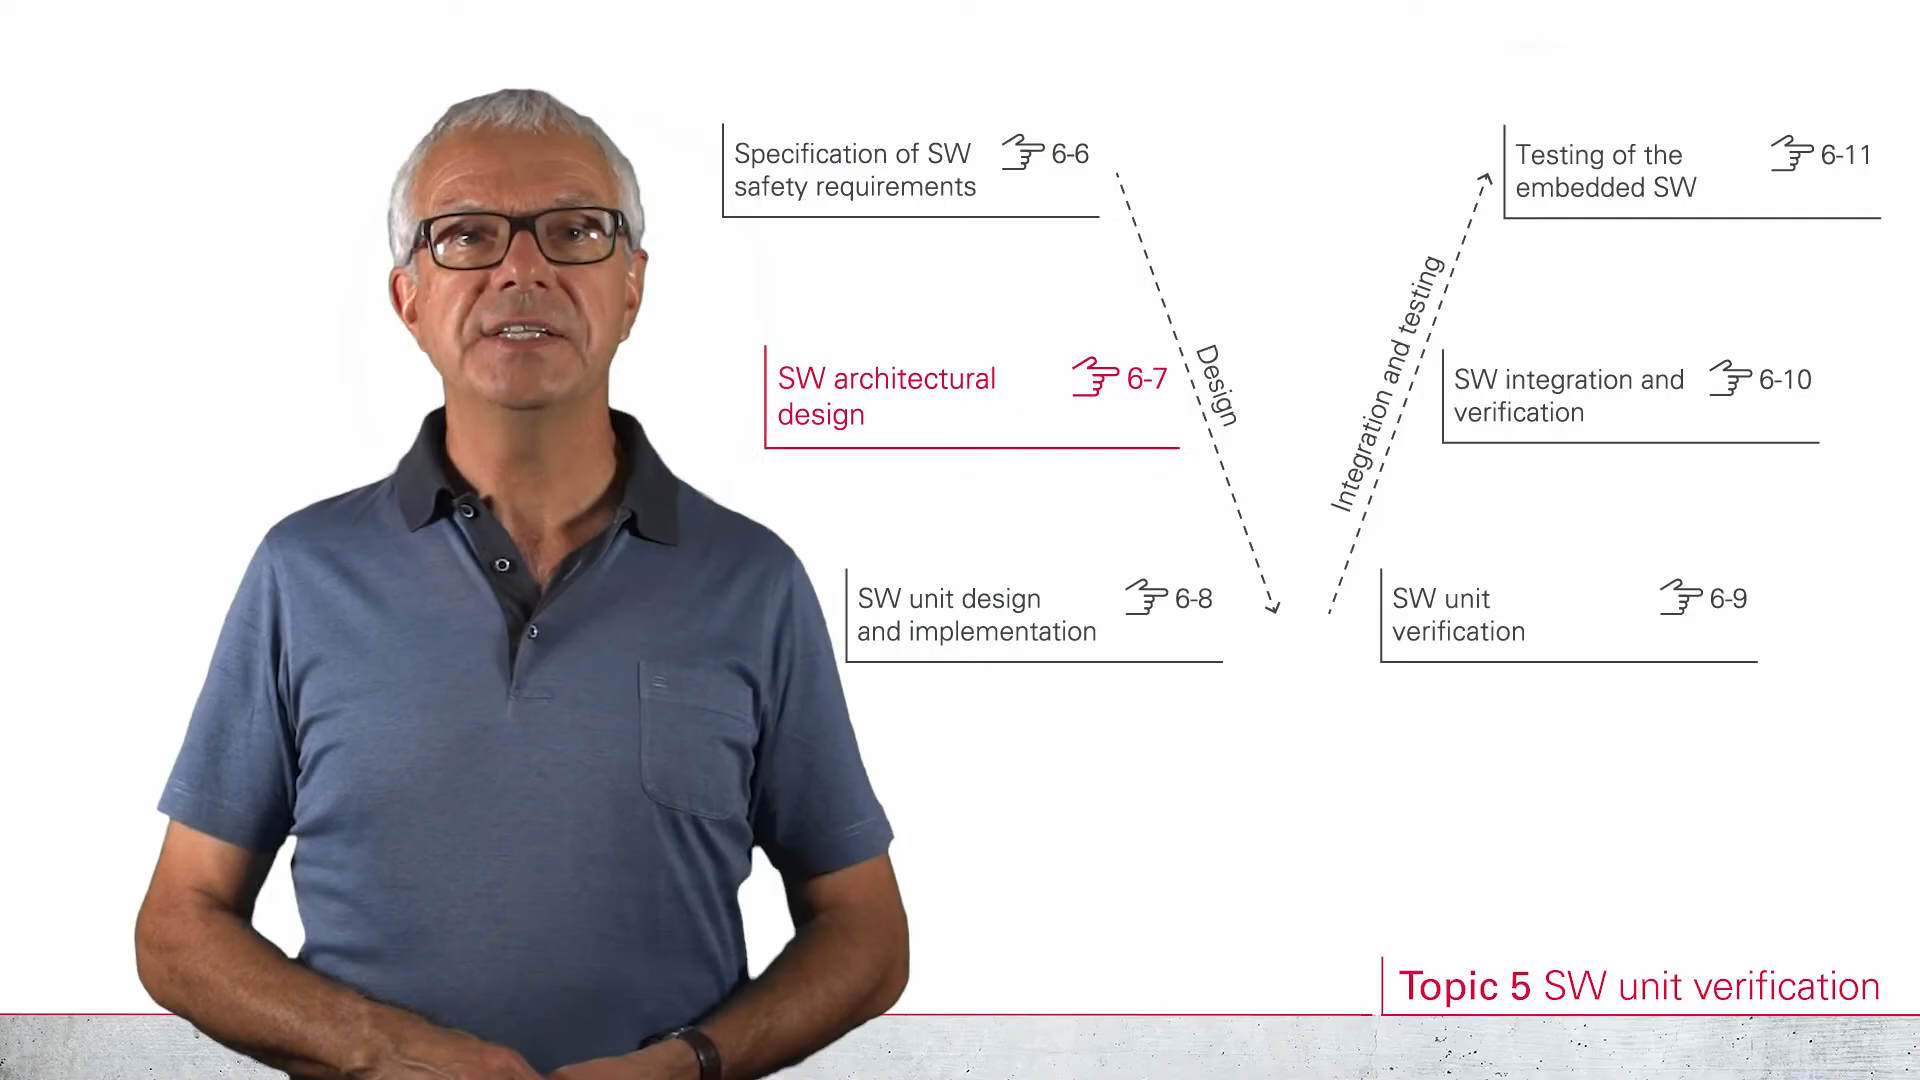 Specification of SW
safety requirements
6-6
SW architectural
design
6-7
SW unit design
and implementation
6-8
Design
Integration and testing
Testing of the
embedded SW
6-11
SW integration and
verification
6-10
SW unit
verification
6-9
Topic 5 SW unit verification